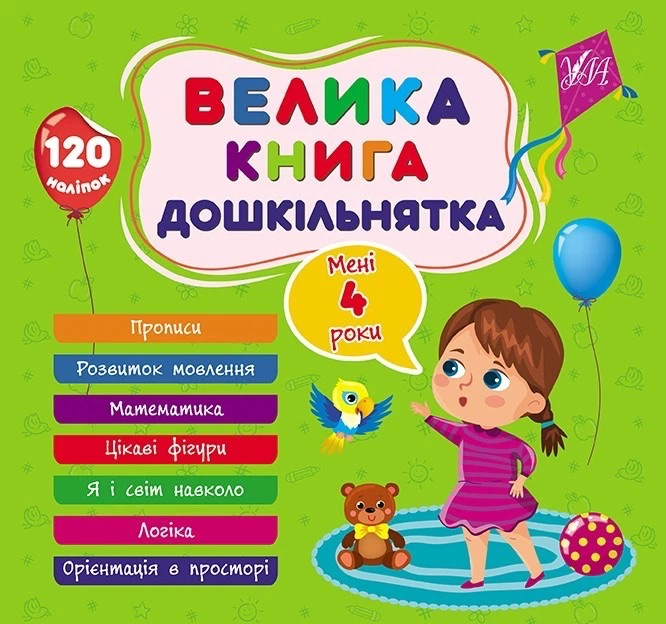 УЛА
ВЕЛИКА
КНИГА
ДОШКІЛЬНЯТКА
120
наліпок
Мені
4
роки
Прописи
Розвиток мовлення
Математика
Цікаві фігури
Я і світ навколо
Логіка
Орієнтація в просторі